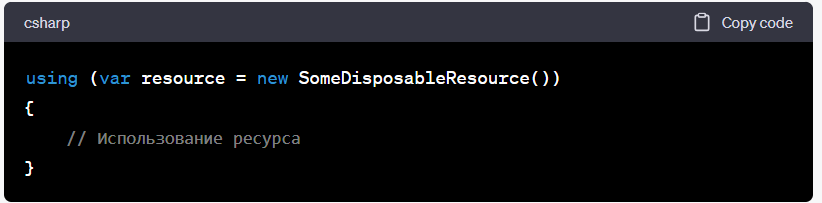 csharp
Copy code
using (var resource = new SomeDisposableResource())
{
// Использование ресурса
}